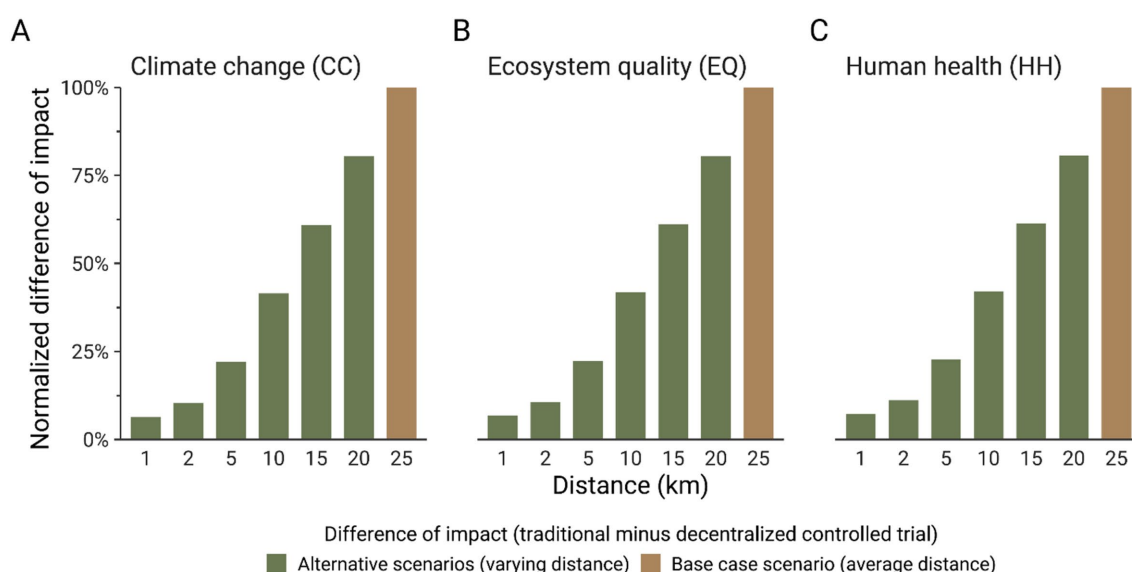 A
B
C
Climate change (CC)
Ecosystem quality (EQ)
Human health (HH)
Normalized difference of impact
100%
75%
50%
25%
0%
1 2 5 10 15 20 25
1 2 5 10 15 20 25
1 2 5 10 15 20 25
Distance (km)
Difference of impact (traditional minus decentralized controlled trial)
Alternative scenarios (varying distance) Base case scenario (average distance)